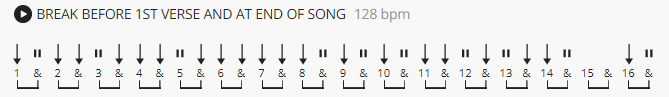 BREAK BEFORE 1ST VERSE AND AT END OF SONG 128 bpm
1 & 2 & 3 & 4 & 5 & 6 & 7 & 8 & 9 & 10 & 11 & 12 & 13 & 14 & 15 & 16 &